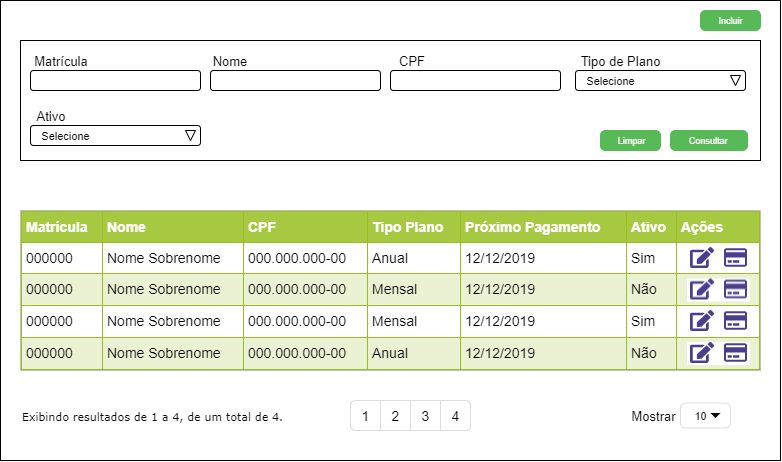 Incluir
Matrícula Nome CPF Tipo de Plano
Selecione
Ativo
Selecione
Limpar Consultar
Matrícula Nome CPF Tipo Plano Próximo Pagamento Ativo Ações
000000 Nome Sobrenome 000.000.000-00 Anual 12/12/2019 Sim
000000 Nome Sobrenome 000.000.000-00 Mensal 12/12/2019 Não
000000 Nome Sobrenome 000.000.000-00 Mensal 12/12/2019 Sim
000000 Nome Sobrenome 000.000.000-00 Anual 12/12/2019 Não
Exibindo resultados de 1 a 4, de um total de 4. 1 2 3 4 Mostrar 10